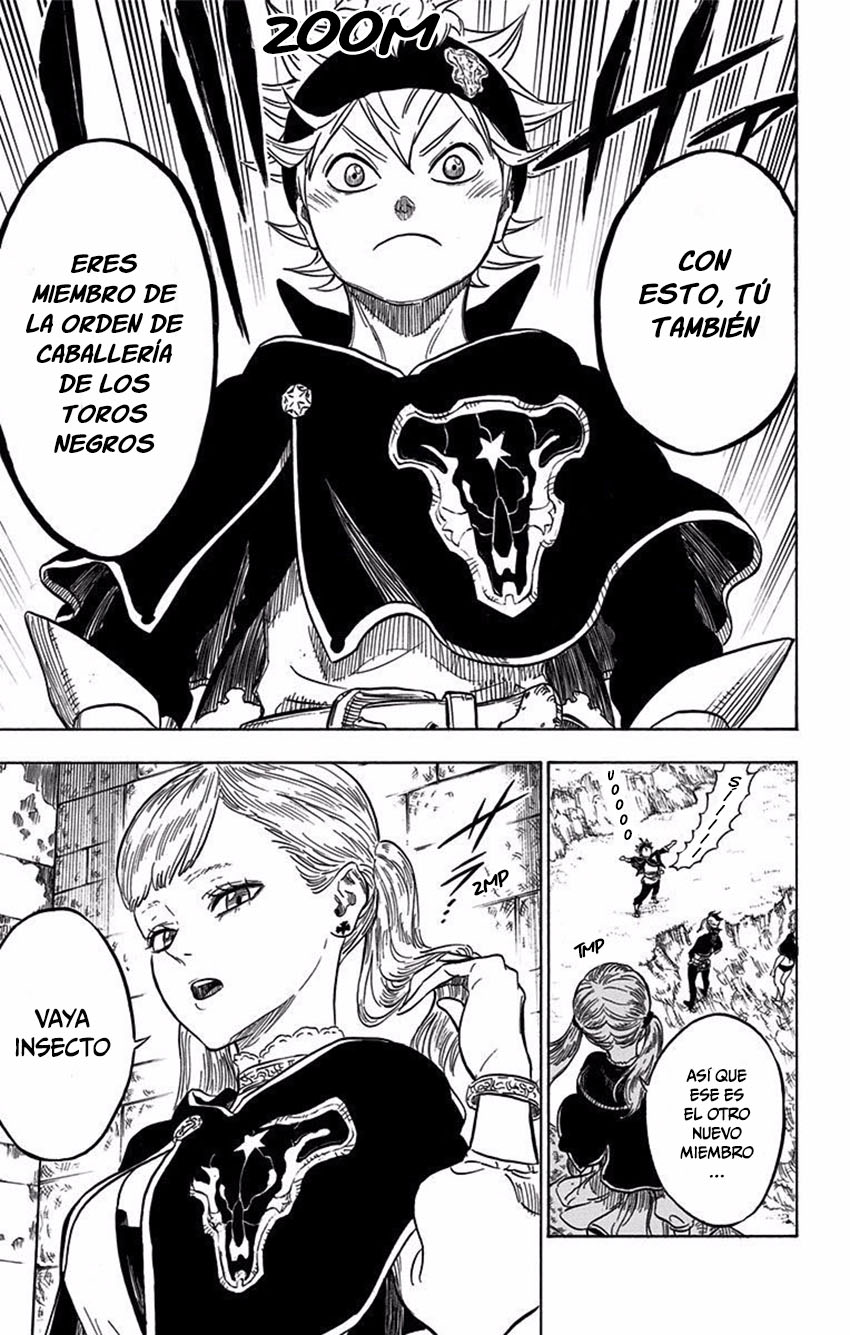 ZOOM
CON
ESTO, TÚ
TAMBIÉN
ERES
MIEMBRO DE
LA ORDEN DE
CABALLERÍA
DE LOS
TOROS
NEGROS
UOOOO
TMP
ASÍ QUE
ESE ES
EL OTRO
NUEVO
MIEMBRO
...
ZMP
VAYA
INSECTO